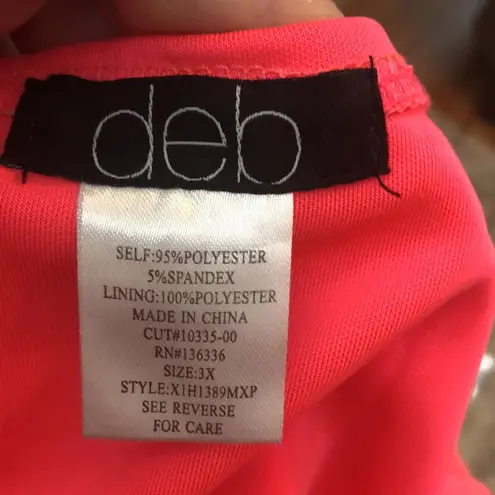 deb
SELF:95%POLYESTER
5%SPANDEX
LINING:100%POLYESTER
MADE IN CHINA
CUT#10335-00
RN#136336
SIZE:3X
STYLE:X1H1389MXP
SEE REVERSE
FOR CARE